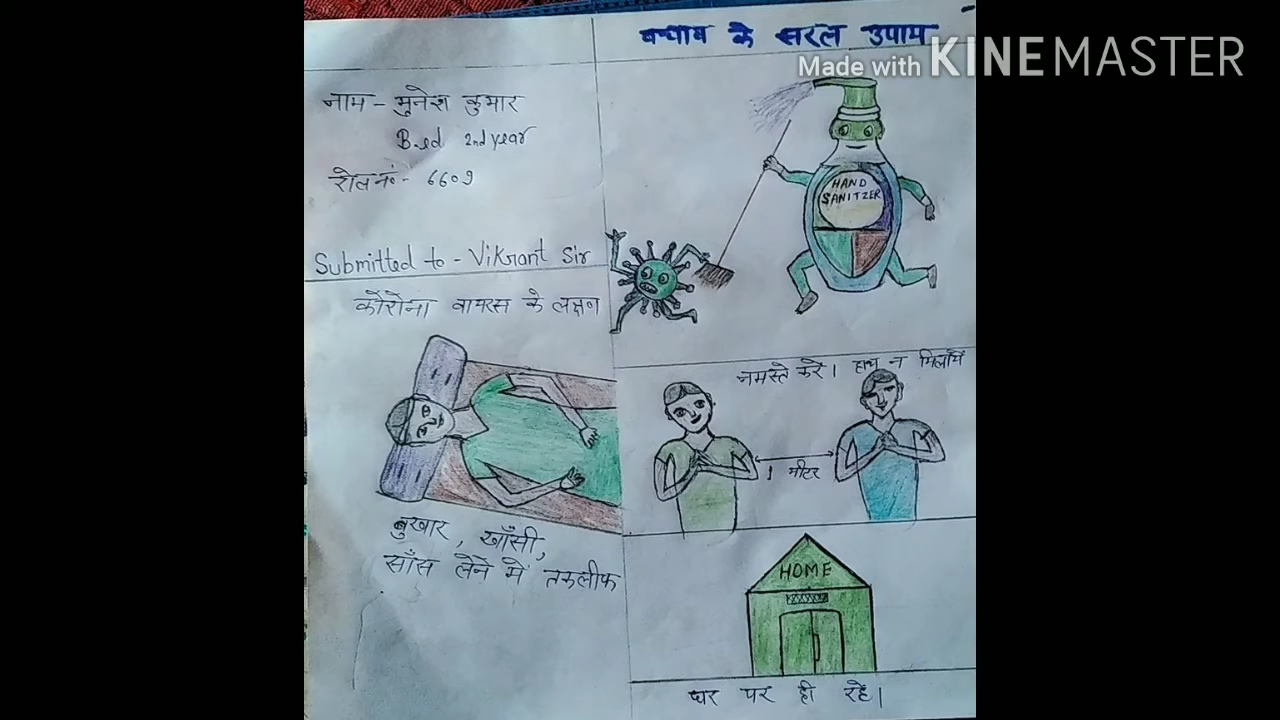 बचाव के सरल उपाय
Made with KINEMASTER
नाम - मुनेश कुमार
B.ed 2nd year
रोल नं॰ - 6609
Submitted to - Vikrant Sir
कोरोना वायरस के लक्षण
बुखार, खाँसी,
साँस लेने में तकलीफ
HAND
SANITZER
नमस्ते करे। हाथ न मिलायें
1 मीटर
HOME
घर पर ही रहें।